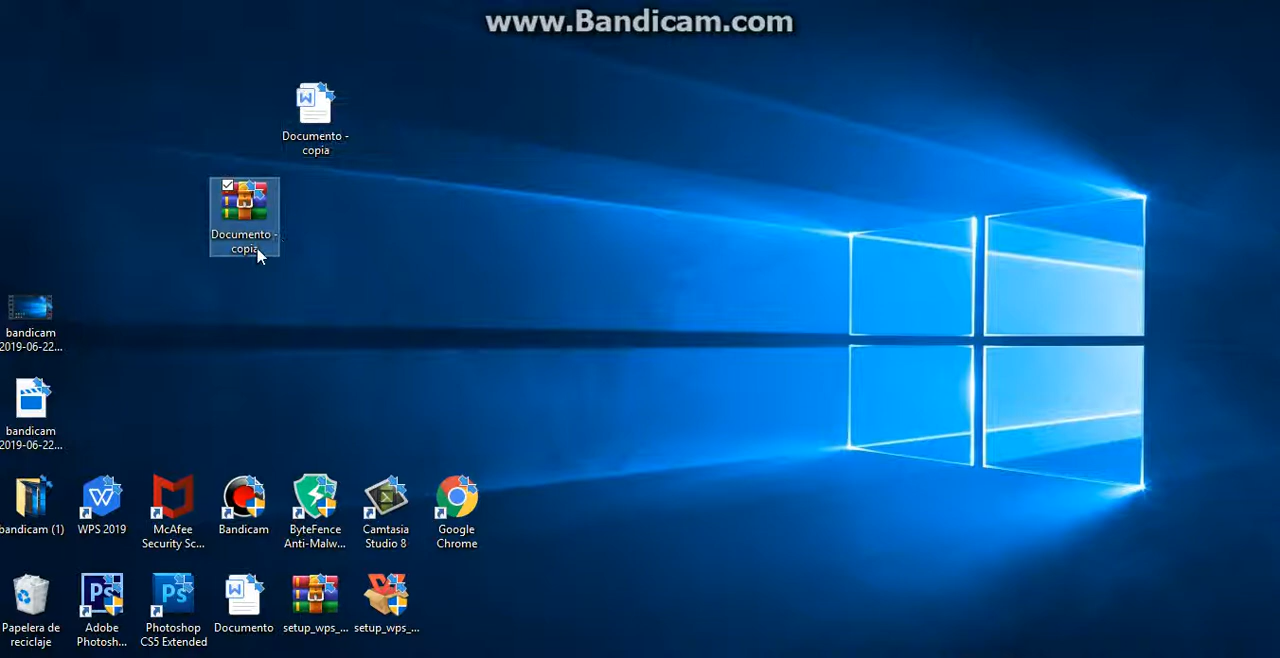 www.Bandicam.com
Documento -
copia
Documento -
copia
bandicam
2019-06-22...
bandicam
2019-06-22...
bandicam (1)
WPS 2019
McAfee
Security Sc...
Bandicam
ByteFence
Anti-Malw...
Camtasia
Studio 8
Google
Chrome
Papelera de
reciclaje
Adobe
Photosh...
Photoshop
CS5 Extended
Documento
setup_wps_...
setup_wps_...